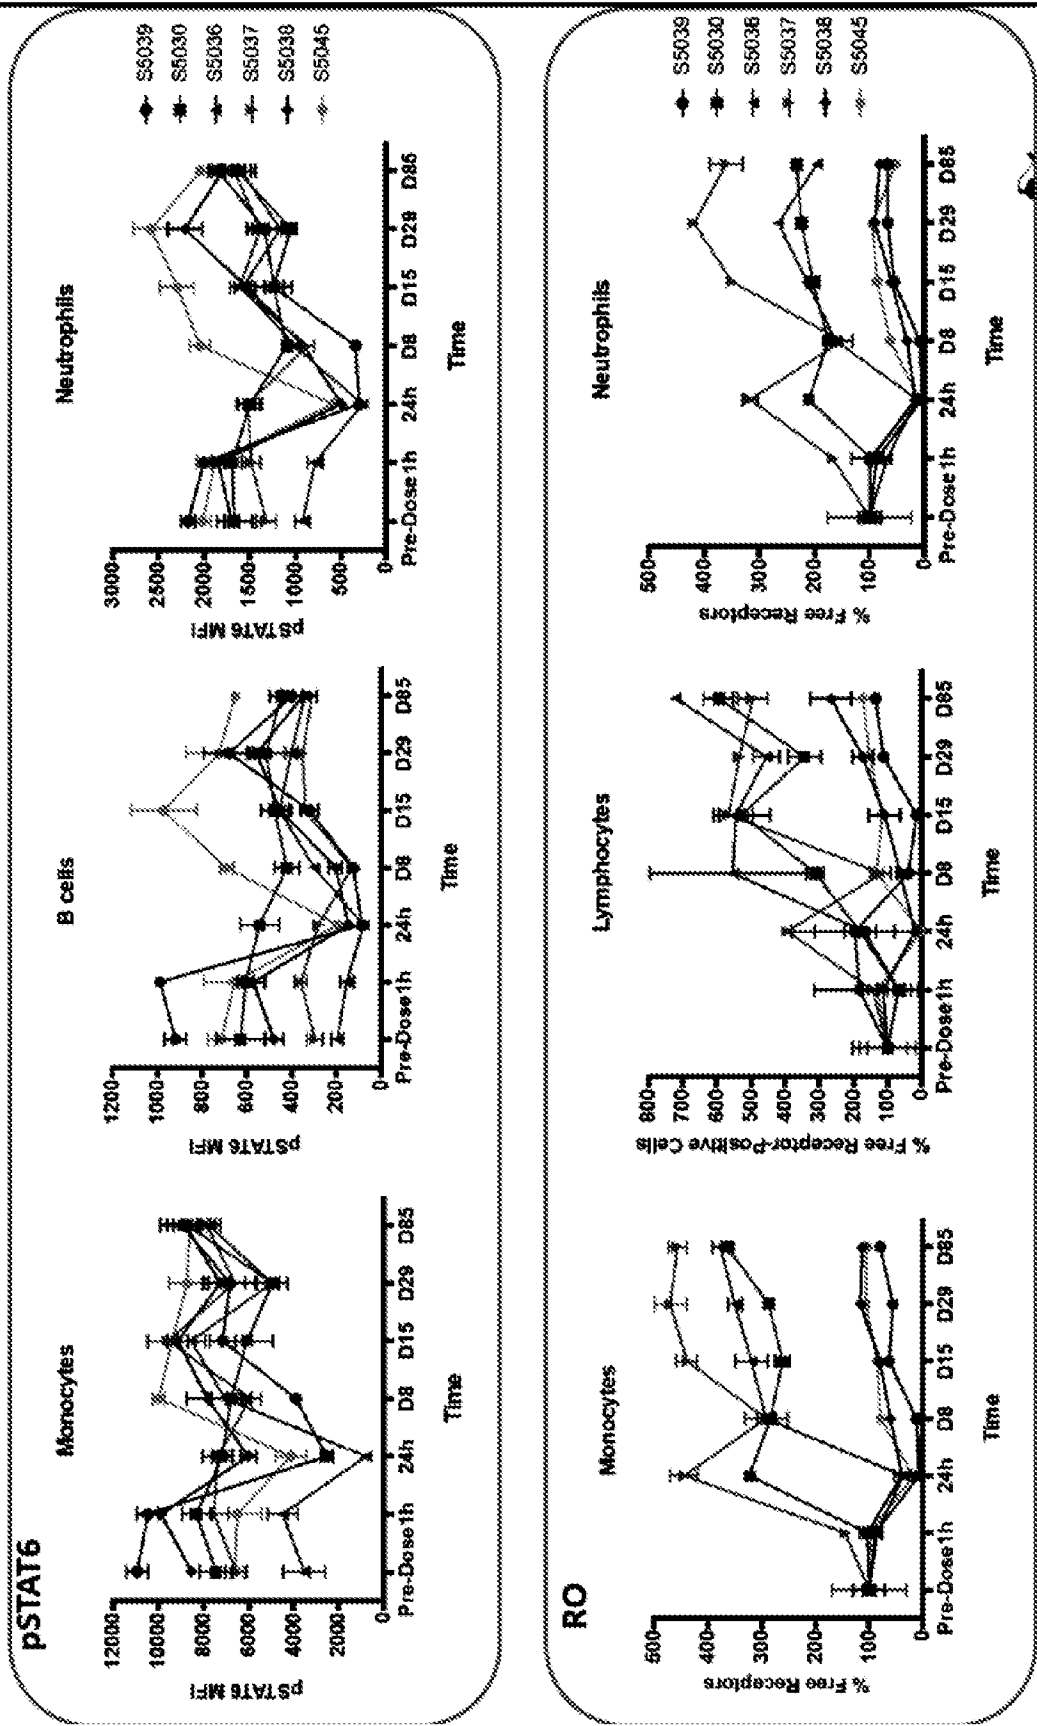 pSTAT6
Monocytes
pSTAT6 MFI
12000
10000
8000
6000
4000
2000
0
Pre-Dose
1h
24h
D8
D15
D29
D85
Time
B cells
pSTAT6 MFI
1200
1000
800
600
400
200
0
Pre-Dose
1h
24h
D8
D15
D29
D85
Time
Neutrophils
pSTAT6 MFI
3000
2500
2000
1500
1000
500
0
Pre-Dose
1h
24h
D8
D15
D29
D85
Time
S5039
S5030
S5036
S5037
S5038
S5045
RO
Monocytes
% Free Receptors
500
400
300
200
100
0
Pre-Dose
1h
24h
D8
D15
D29
D85
Time
Lymphocytes
% Free Receptor-Positive Cells
800
700
600
500
400
300
200
100
0
Pre-Dose
1h
24h
D8
D15
D29
D85
Time
Neutrophils
% Free Receptors
500
400
300
200
100
0
Pre-Dose
1h
24h
D8
D15
D29
D85
Time
S5039
S5030
S5036
S5037
S5038
S5045